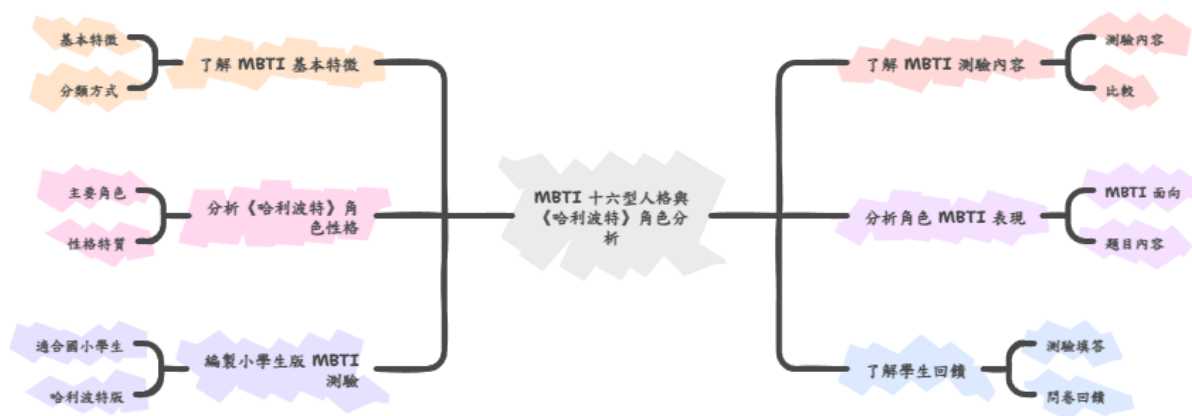 基本特徵
了解 MBTI 基本特徵
分類方式
主要角色
分析《哈利波特》角
色性格
性格特質
適合國小學生
編製小學生版 MBTI
測驗
哈利波特版
MBTI 十六型人格與
《哈利波特》角色分
析
測驗內容
了解 MBTI 測驗內容
比較
MBTI 面向
分析角色 MBTI 表現
題目內容
測驗填答
了解學生回饋
問卷回饋